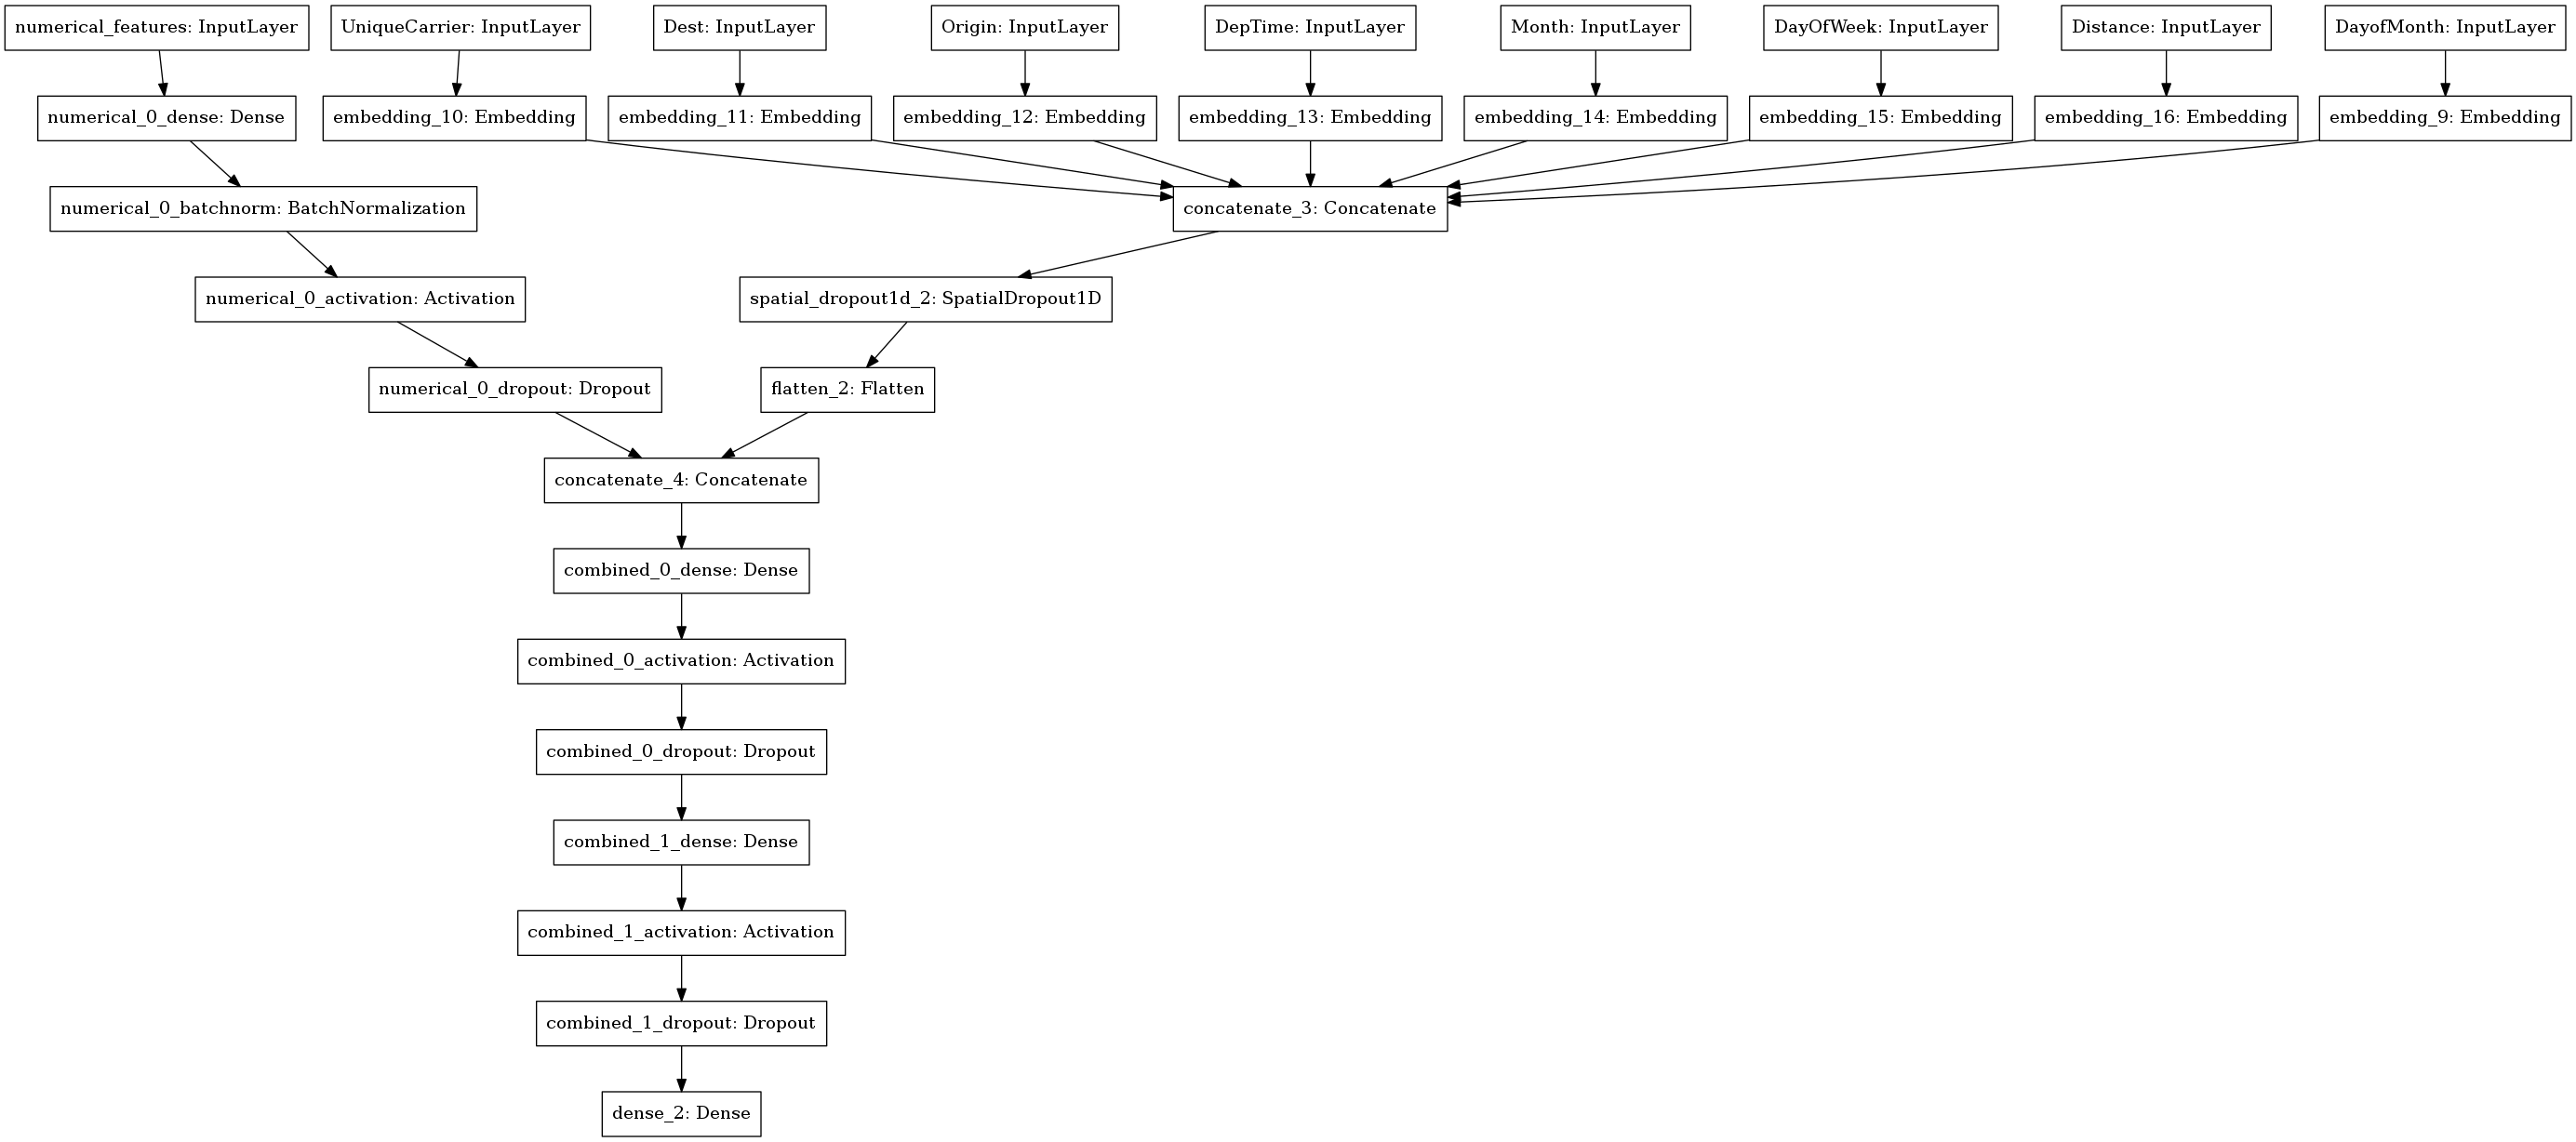 numerical_features: InputLayer
UniqueCarrier: InputLayer
Dest: InputLayer
Origin: InputLayer
DepTime: InputLayer
Month: InputLayer
DayOfWeek: InputLayer
Distance: InputLayer
DayofMonth: InputLayer
numerical_0_dense: Dense
embedding_10: Embedding
embedding_11: Embedding
embedding_12: Embedding
embedding_13: Embedding
embedding_14: Embedding
embedding_15: Embedding
embedding_16: Embedding
embedding_9: Embedding
numerical_0_batchnorm: BatchNormalization
concatenate_3: Concatenate
numerical_0_activation: Activation
spatial_dropout1d_2: SpatialDropout1D
numerical_0_dropout: Dropout
flatten_2: Flatten
concatenate_4: Concatenate
combined_0_dense: Dense
combined_0_activation: Activation
combined_0_dropout: Dropout
combined_1_dense: Dense
combined_1_activation: Activation
combined_1_dropout: Dropout
dense_2: Dense